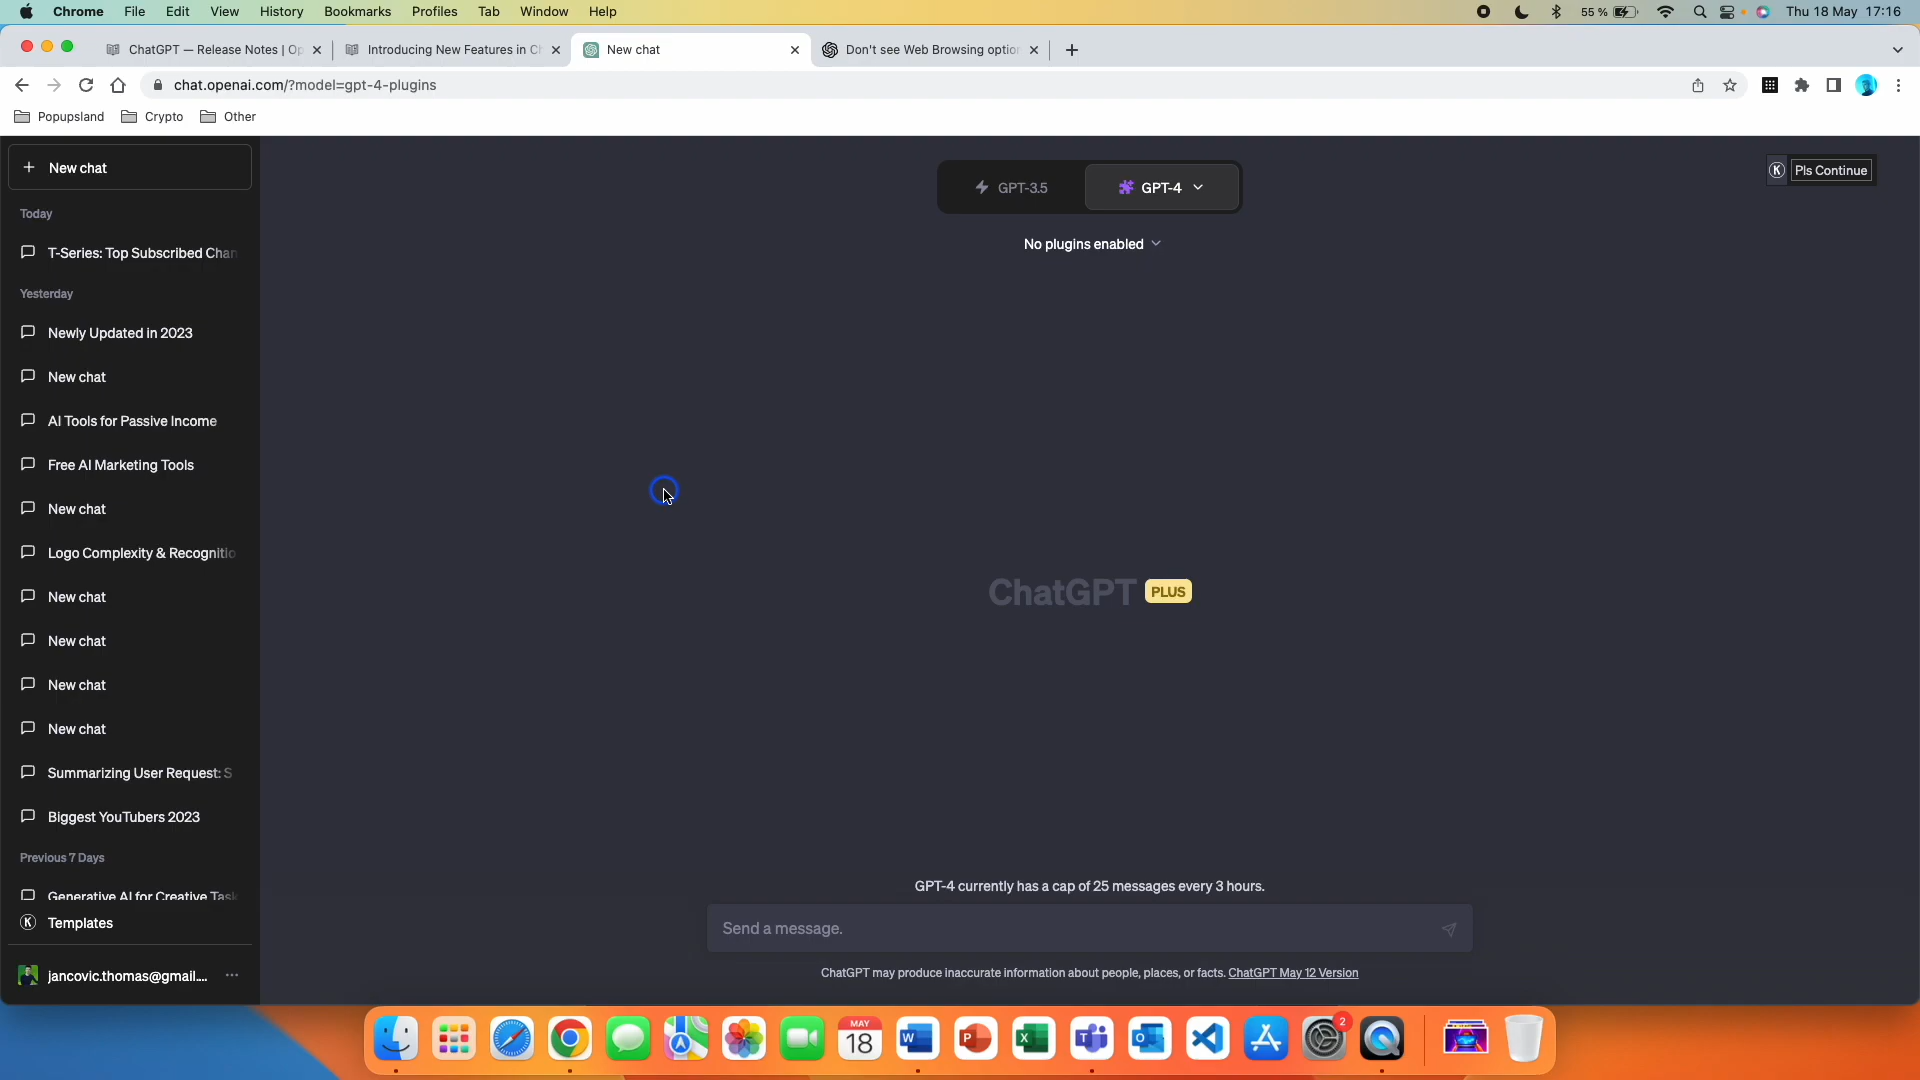 Chrome File Edit View History Bookmarks Profiles Tab Window Help 55 % Thu 18 May 17:16
ChatGPT — Release Notes | Op New chat Don't see Web Browsing option
Introducing New Features in Ch
chat.openai.com/?model=gpt-4-plugins
Popupsland Crypto Other
New chat
GPT-3.5 GPT-4
K Pls Continue
No plugins enabled
Today
T-Series: Top Subscribed Chan
Yesterday
Newly Updated in 2023
New chat
AI Tools for Passive Income
Free AI Marketing Tools
New chat
Logo Complexity & Recognitio
New chat
New chat
New chat
New chat
Summarizing User Request: S
Biggest YouTubers 2023
Previous 7 Days
Generative AI for Creative Task
K Templates
jancovic.thomas@gmail....
ChatGPT PLUS
GPT-4 currently has a cap of 25 messages every 3 hours.
Send a message.
ChatGPT may produce inaccurate information about people, places, or facts. ChatGPT May 12 Version
MAY
18
W
P
X
T
O
2